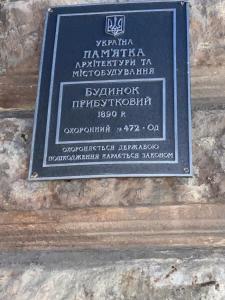 УКРАЇНА
ПАМ'ЯТКА
АРХІТЕКТУРИ ТА
МІСТОБУДУВАННЯ
БУДИНОК
ПРИБУТКОВИЙ
1890 р.
ОХОРОННИЙ № 472 - Од
ОХОРОНЯЄТЬСЯ ДЕРЖАВОЮ
ПОШКОДЖЕННЯ КАРАЄТЬСЯ ЗАКОНОМ